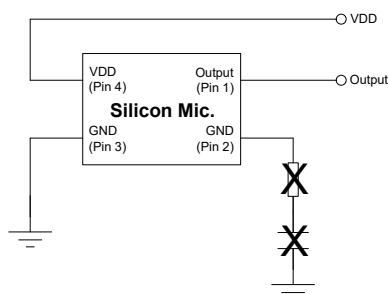 VDD
VDD
(Pin 4)
Output
(Pin 1)
Output
Silicon Mic.
GND
(Pin 3)
GND
(Pin 2)